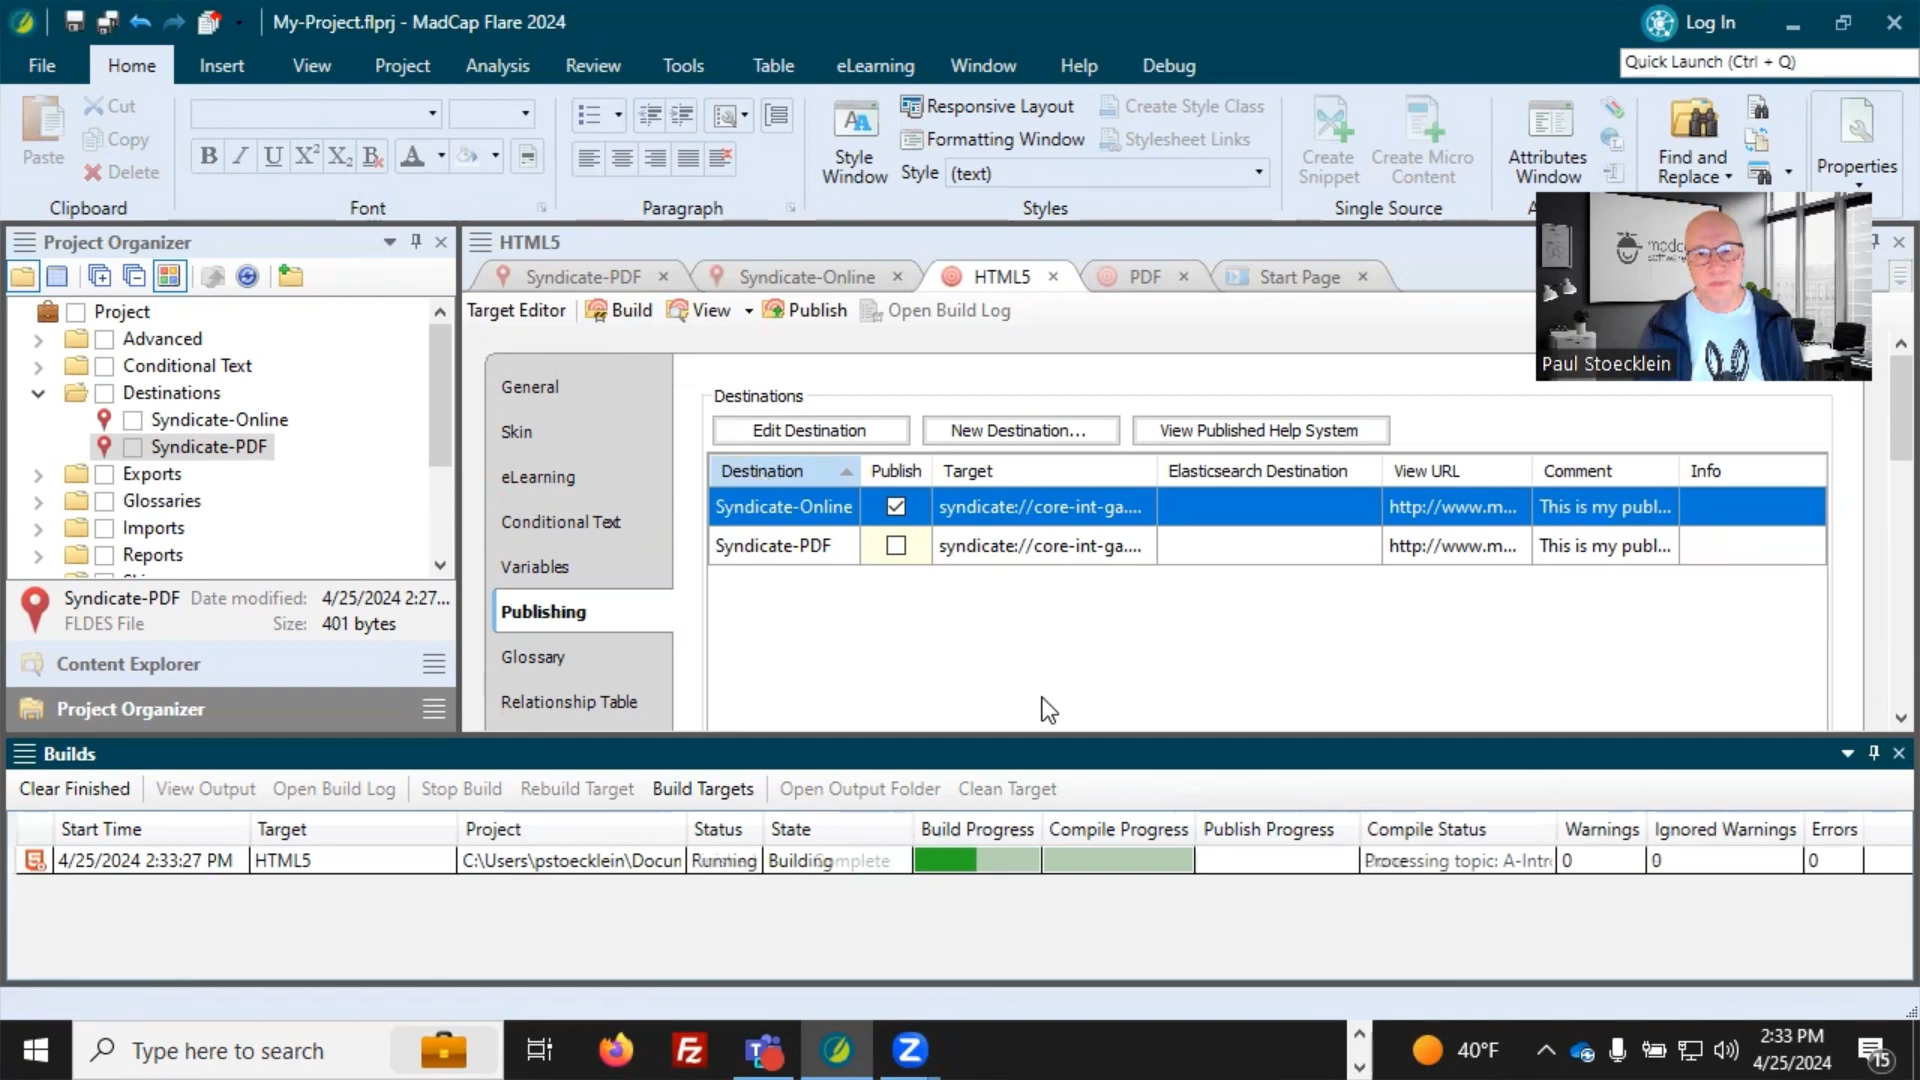 My-Project.flprj - MadCap Flare 2024
Log In
File Home Insert View Project Analysis Review Tools Table eLearning Window Help Debug
Quick Launch (Ctrl + Q)
Paste
Cut
Copy
Delete
Clipboard
B I U X² X₂ B A
Font
Paragraph
Style Window
Responsive Layout
Formatting Window
Style (text)
Create Style Class
Stylesheet Links
Styles
Create Snippet
Create Micro Content
Single Source
Attributes Window
Find and Replace
Properties
Project Organizer
Project
Advanced
Conditional Text
Destinations
Syndicate-Online
Syndicate-PDF
Exports
Glossaries
Imports
Reports
Syndicate-PDF Date modified: 4/25/2024 2:27...
FLDES File Size: 401 bytes
Content Explorer
Project Organizer
HTML5
Syndicate-PDF Syndicate-Online HTML5 PDF Start Page
Target Editor Build View Publish Open Build Log
General
Skin
eLearning
Conditional Text
Variables
Publishing
Glossary
Relationship Table
Destinations
Edit Destination New Destination... View Published Help System
Destination Publish Target Elasticsearch Destination View URL Comment Info
Syndicate-Online syndicate://core-int-ga.... http://www.m... This is my publ...
Syndicate-PDF syndicate://core-int-ga.... http://www.m... This is my publ...
Paul Stoecklein
Builds
Clear Finished View Output Open Build Log Stop Build Rebuild Target Build Targets Open Output Folder Clean Target
Start Time Target Project Status State Build Progress Compile Progress Publish Progress Compile Status Warnings Ignored Warnings Errors
4/25/2024 2:33:27 PM HTML5 C:\Users\pstoecklein\Docun Running Building Processing topic: A-Intr 0 0 0
Type here to search
40°F
2:33 PM
4/25/2024
15